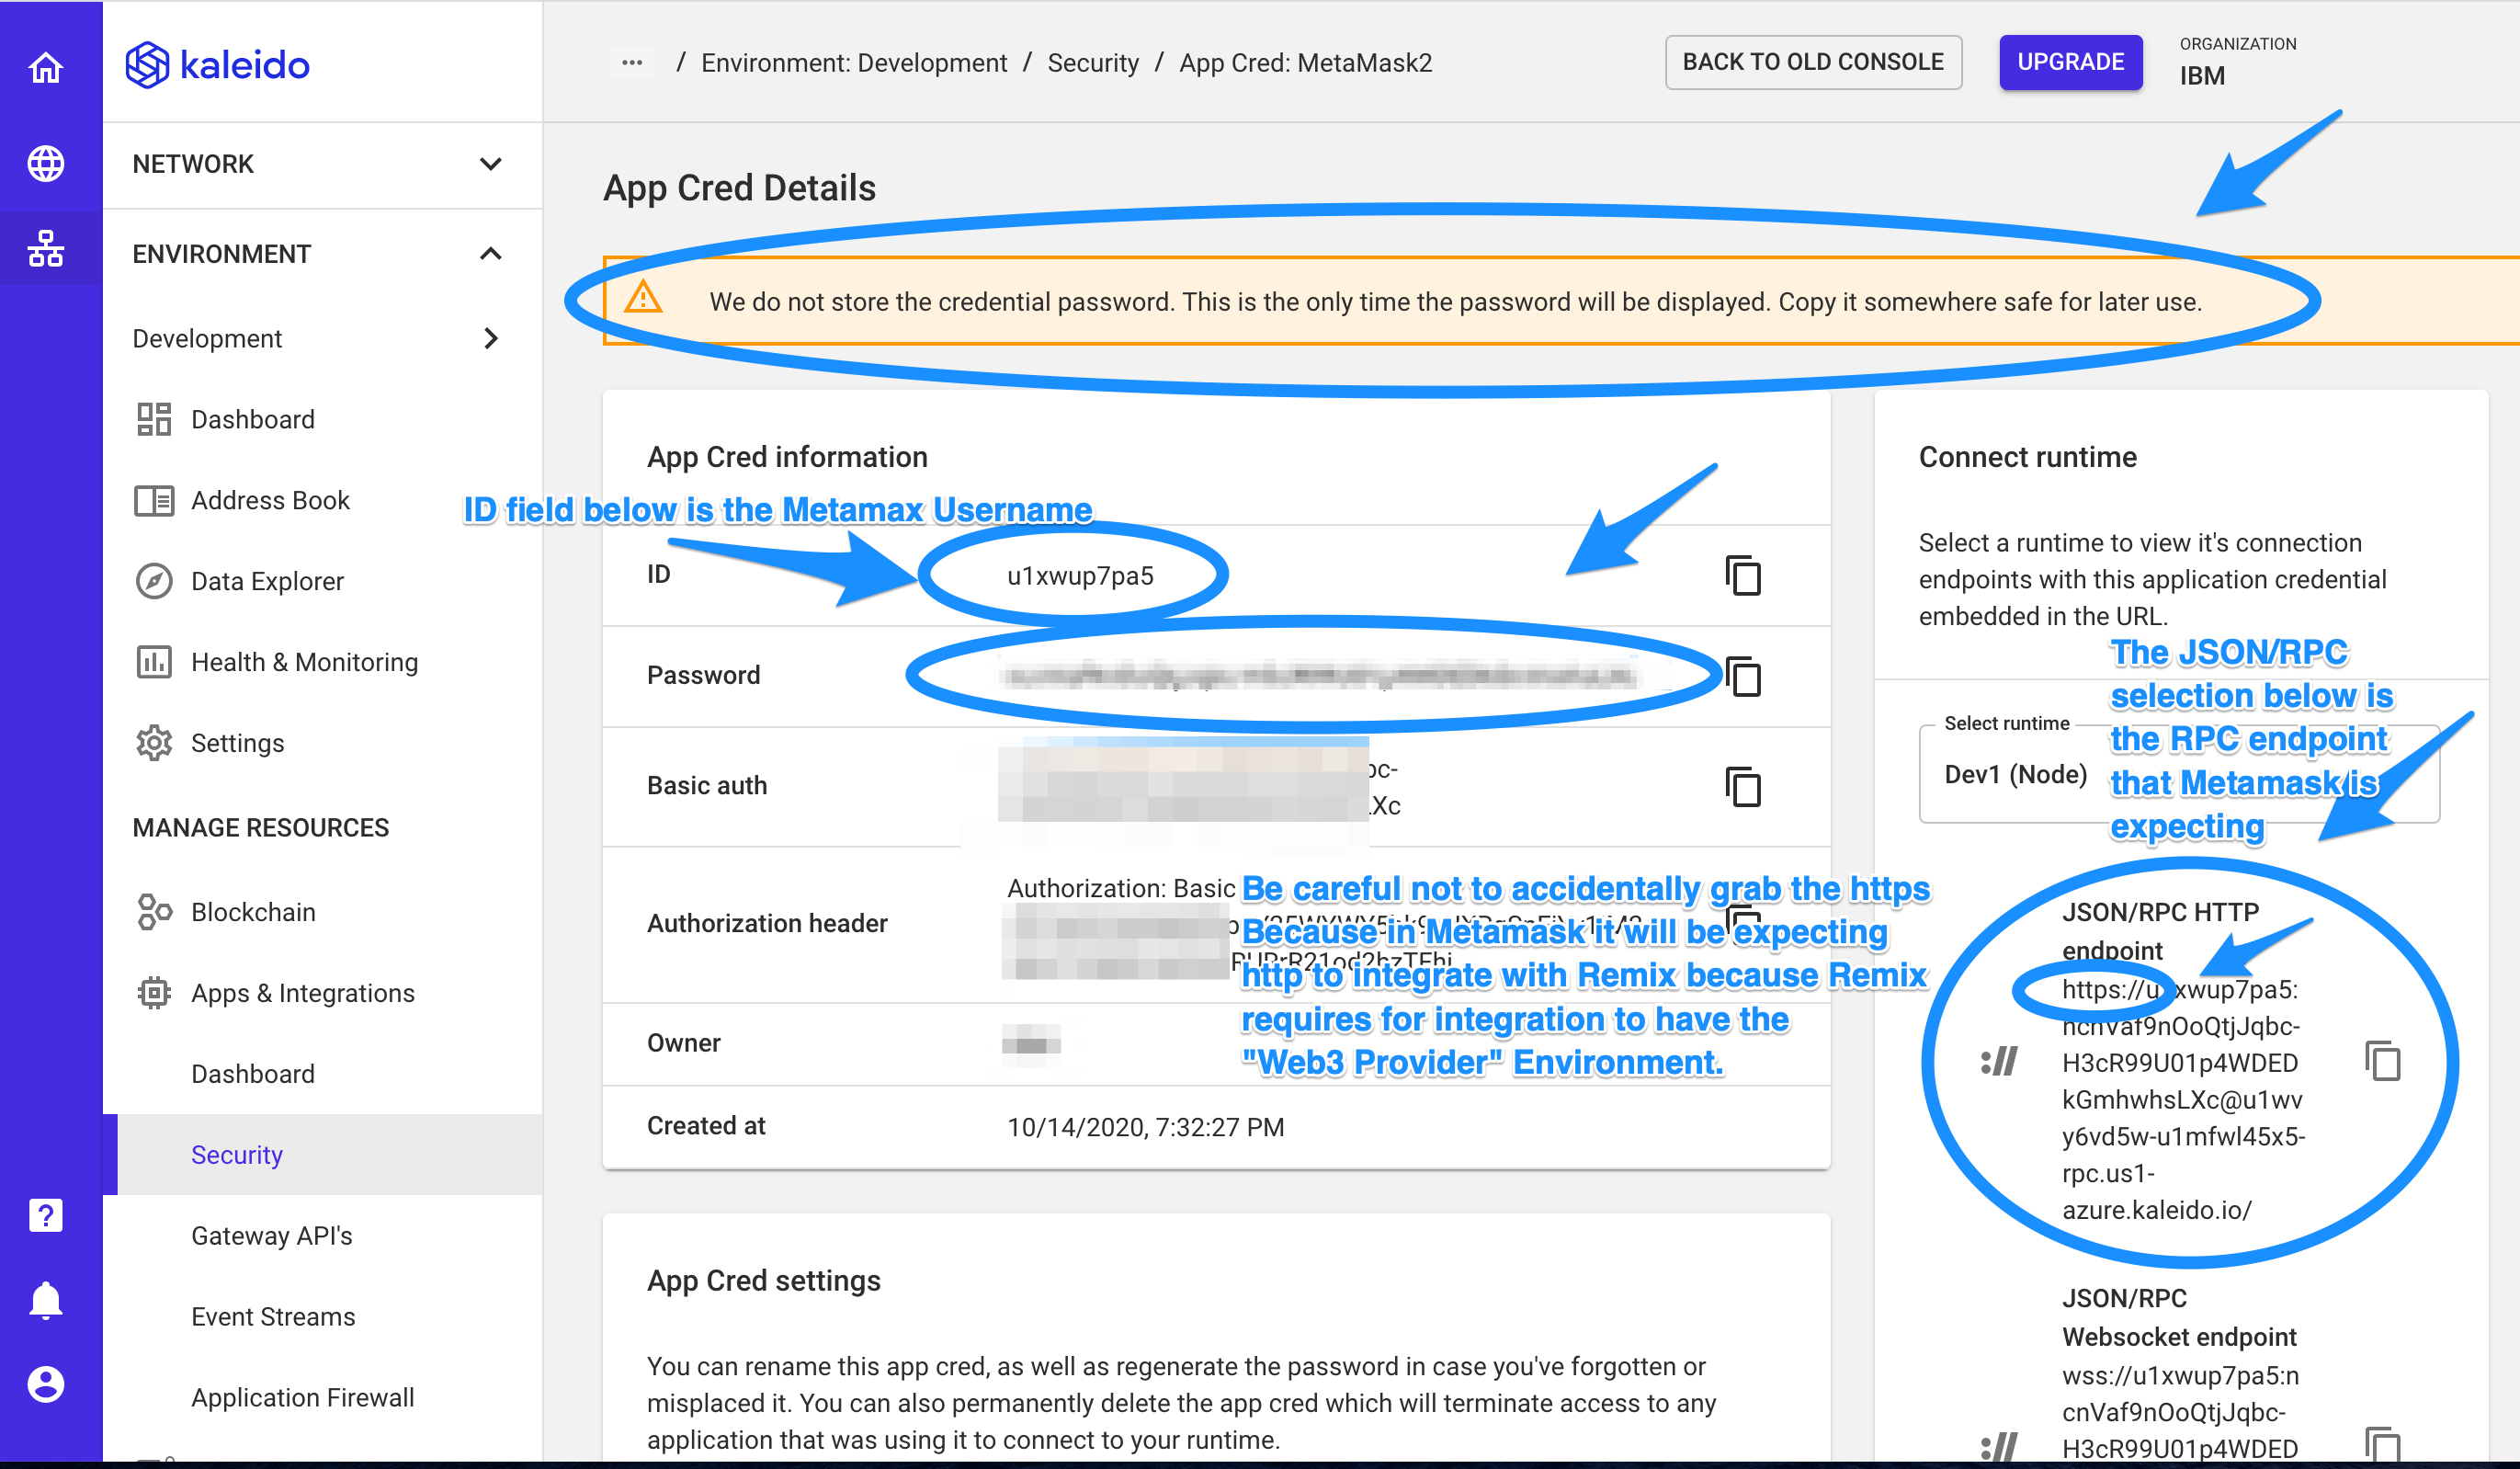 kaleido
... / Environment: Development / Security / App Cred: MetaMask2
BACK TO OLD CONSOLE
UPGRADE
ORGANIZATION
IBM
NETWORK
ENVIRONMENT
Development
Dashboard
Address Book
Data Explorer
Health & Monitoring
Settings
MANAGE RESOURCES
Blockchain
Apps & Integrations
Dashboard
Security
Gateway API's
Event Streams
Application Firewall
App Cred Details
We do not store the credential password. This is the only time the password will be displayed. Copy it somewhere safe for later use.
App Cred information
ID field below is the Metamax Username
ID
u1xwup7pa5
Password
Basic auth
Authorization header
Authorization: Basic
Be careful not to accidentally grab the https
Because in Metamask it will be expecting
http to integrate with Remix because Remix
requires for integration to have the
"Web3 Provider" Environment.
Owner
Created at
10/14/2020, 7:32:27 PM
App Cred settings
You can rename this app cred, as well as regenerate the password in case you've forgotten or
misplaced it. You can also permanently delete the app cred which will terminate access to any
application that was using it to connect to your runtime.
Connect runtime
Select a runtime to view it's connection
endpoints with this application credential
embedded in the URL.
The JSON/RPC
selection below is
the RPC endpoint
that Metamask is
expecting
Select runtime
Dev1 (Node)
JSON/RPC HTTP
endpoint
https://u1xwup7pa5:
ncnVaf9nOoQtjJqbc-
H3cR99U01p4WDED
kGmhwhsLXc@u1wv
y6vd5w-u1mfwl45x5-
rpc.us1-
azure.kaleido.io/
JSON/RPC
Websocket endpoint
wss://u1xwup7pa5:n
cnVaf9nOoQtjJqbc-
H3cR99U01p4WDED